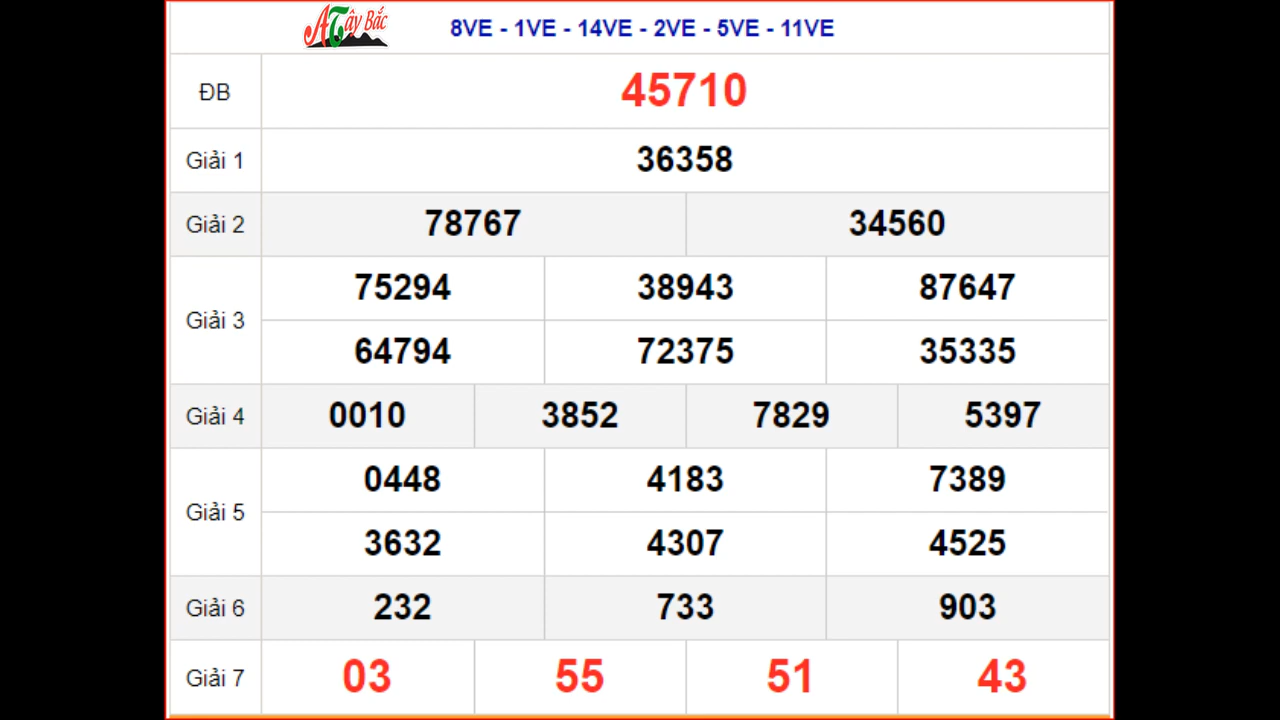 ATây Bắc 8VE - 1VE - 14VE - 2VE - 5VE - 11VE
ĐB 45710
Giải 1 36358
Giải 2 78767 34560
Giải 3
75294 38943 87647
64794 72375 35335
Giải 4 0010 3852 7829 5397
Giải 5
0448 4183 7389
3632 4307 4525
Giải 6 232 733 903
Giải 7 03 55 51 43